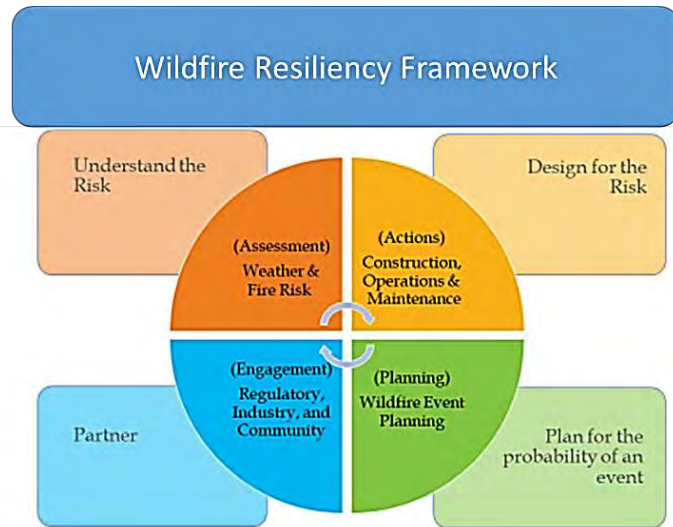 Wildfire Resiliency Framework
Understand the
Risk
Design for the
Risk
(Assessment)
Weather &
Fire Risk
(Actions)
Construction,
Operations &
Maintenance
(Engagement)
Regulatory,
Industry, and
Community
(Planning)
Wildfire Event
Planning
Partner
Plan for the
probability of an
event